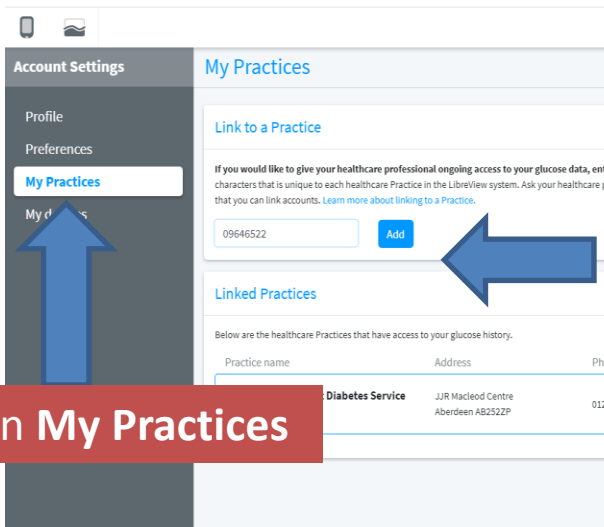 Account Settings
My Practices
Profile
Preferences
My Practices
My
Link to a Practice
If you would like to give your healthcare professional ongoing access to your glucose data,
characters that is unique to each healthcare Practice in the LibreView system. Ask your healthcare
that you can link accounts. Learn more about linking to a Practice.
09646522
Add
Linked Practices
Below are the healthcare Practices that have access to your glucose history.
Practice name Address Ph
Diabetes Service JJR Macleod Centre
Aberdeen AB252ZP
n My Practices